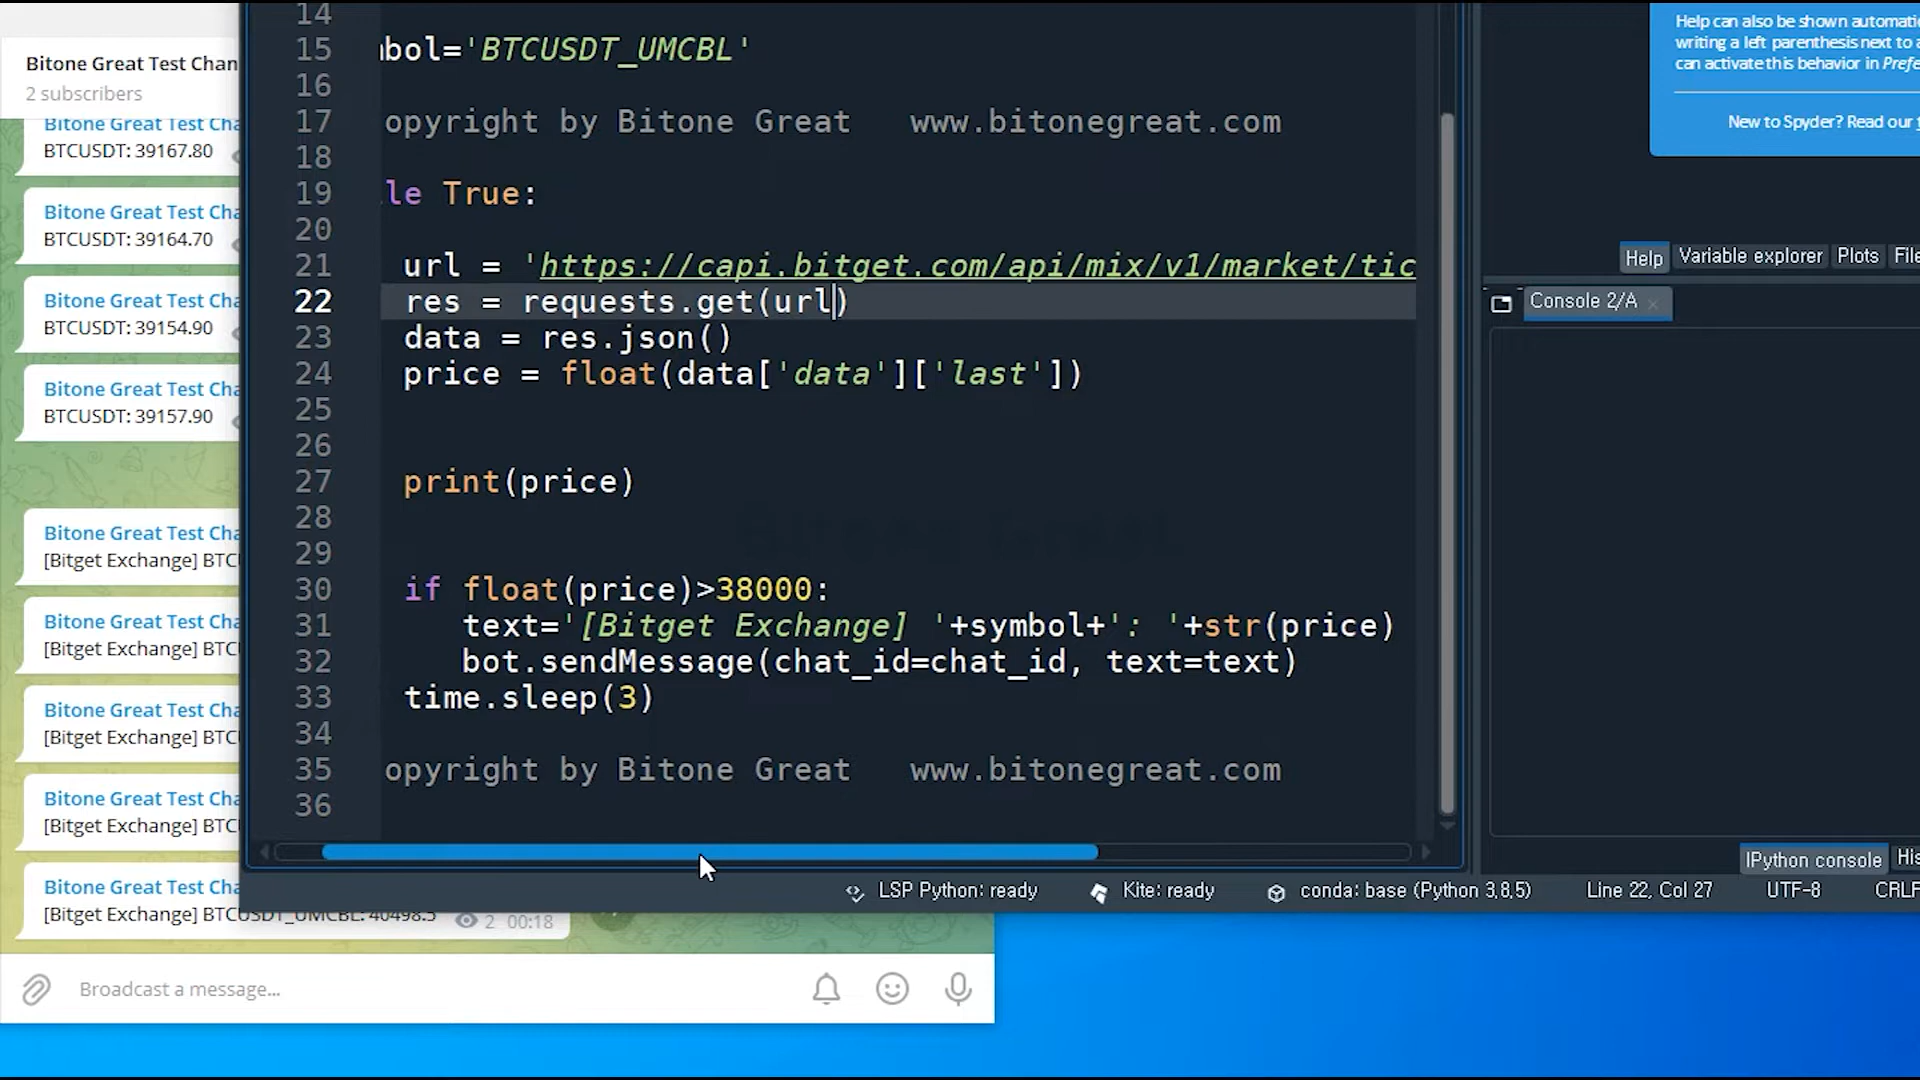 Bitone Great Test Chan
2 subscribers
Bitone Great Test Cha
BTCUSDT: 39167.80
Bitone Great Test Cha
BTCUSDT: 39164.70
Bitone Great Test Cha
BTCUSDT: 39154.90
Bitone Great Test Cha
BTCUSDT: 39157.90
Bitone Great Test Cha
[Bitget Exchange] BTCU
Bitone Great Test Cha
[Bitget Exchange] BTCU
Bitone Great Test Cha
[Bitget Exchange] BTCU
Bitone Great Test Cha
[Bitget Exchange] BTCU
Bitone Great Test Cha
[Bitget Exchange] BTCUSDT_UMCBL: 40498.5
2 00:18
Broadcast a message...
14
15 mbol='BTCUSDT_UMCBL'
16
17 opyright by Bitone Great www.bitonegreat.com
18
19 le True:
20
21 url = 'https://capi.bitget.com/api/mix/v1/market/tic
22 res = requests.get(url)
23 data = res.json()
24 price = float(data['data']['last'])
25
26
27 print(price)
28
29
30 if float(price)>38000:
31 text='[Bitget Exchange] '+symbol+': '+str(price)
32 bot.sendMessage(chat_id=chat_id, text=text)
33 time.sleep(3)
34
35 opyright by Bitone Great www.bitonegreat.com
36
LSP Python: ready Kite: ready conda: base (Python 3.8.5) Line 22, Col 27 UTF-8 CRLF
Help can also be shown automatic
writing a left parenthesis next to a
can activate this behavior in Prefe
New to Spyder? Read our t
Help Variable explorer Plots File
Console 2/A
IPython console His